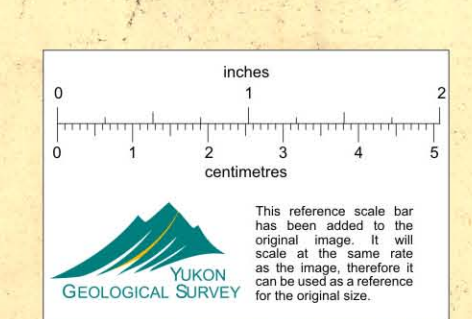 inches
0 1 2
0 1 2 3 4 5
centimetres
This reference scale bar
has been added to the
original image. It will
scale at the same rate
as the image, therefore it
can be used as a reference
for the original size.
YUKON
GEOLOGICAL SURVEY